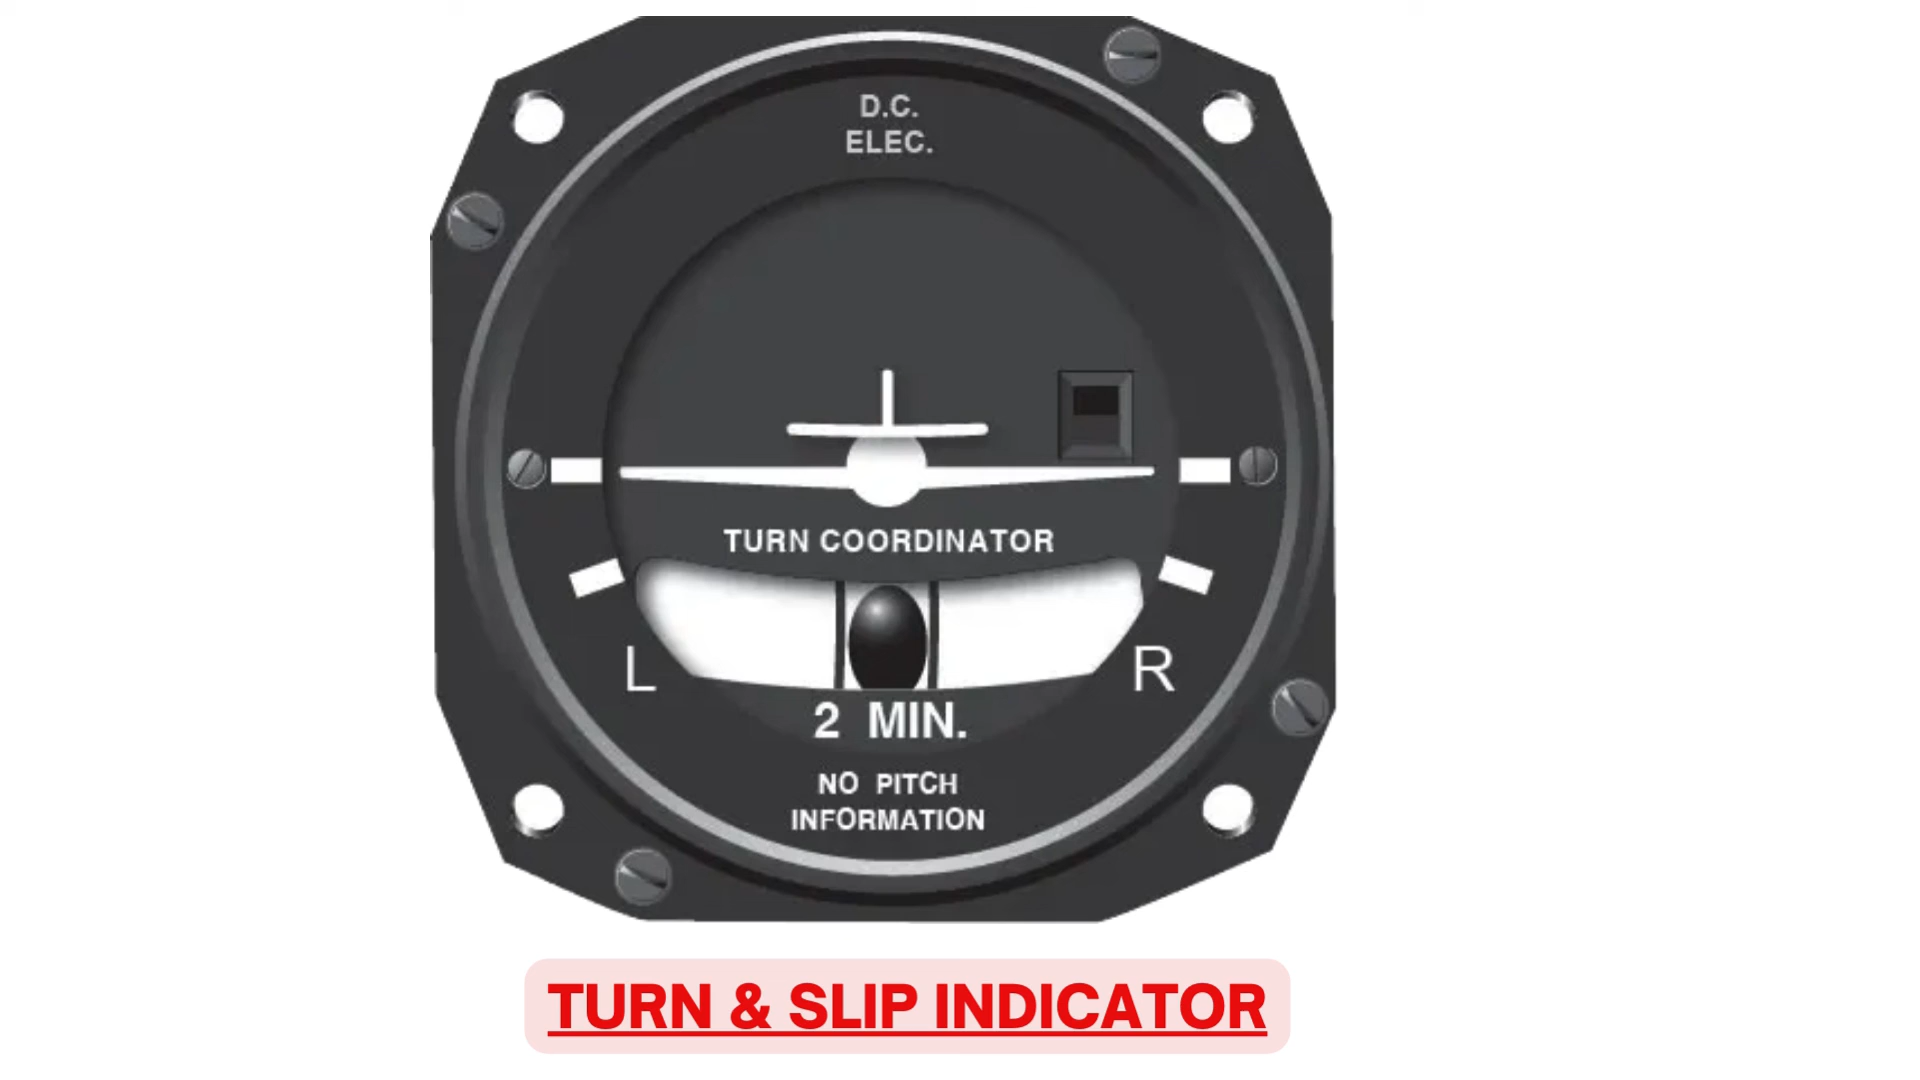 D.C.
ELEC.
TURN COORDINATOR
L
R
2 MIN.
NO PITCH
INFORMATION
TURN & SLIP INDICATOR